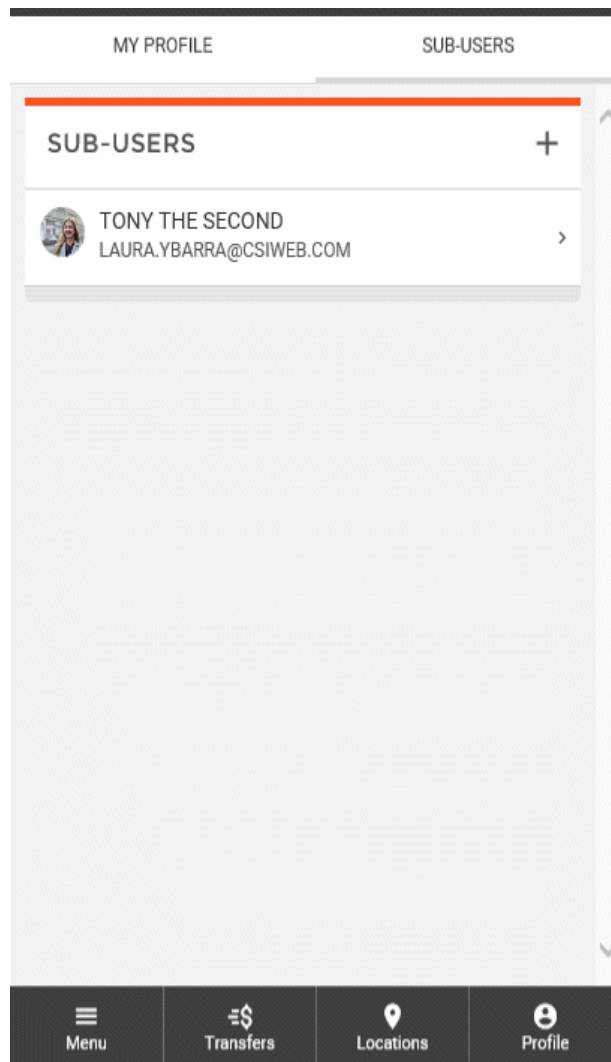 MY PROFILE SUB-USERS
SUB-USERS +
TONY THE SECOND
LAURA.YBARRA@CSIWEB.COM
Menu Transfers Locations Profile